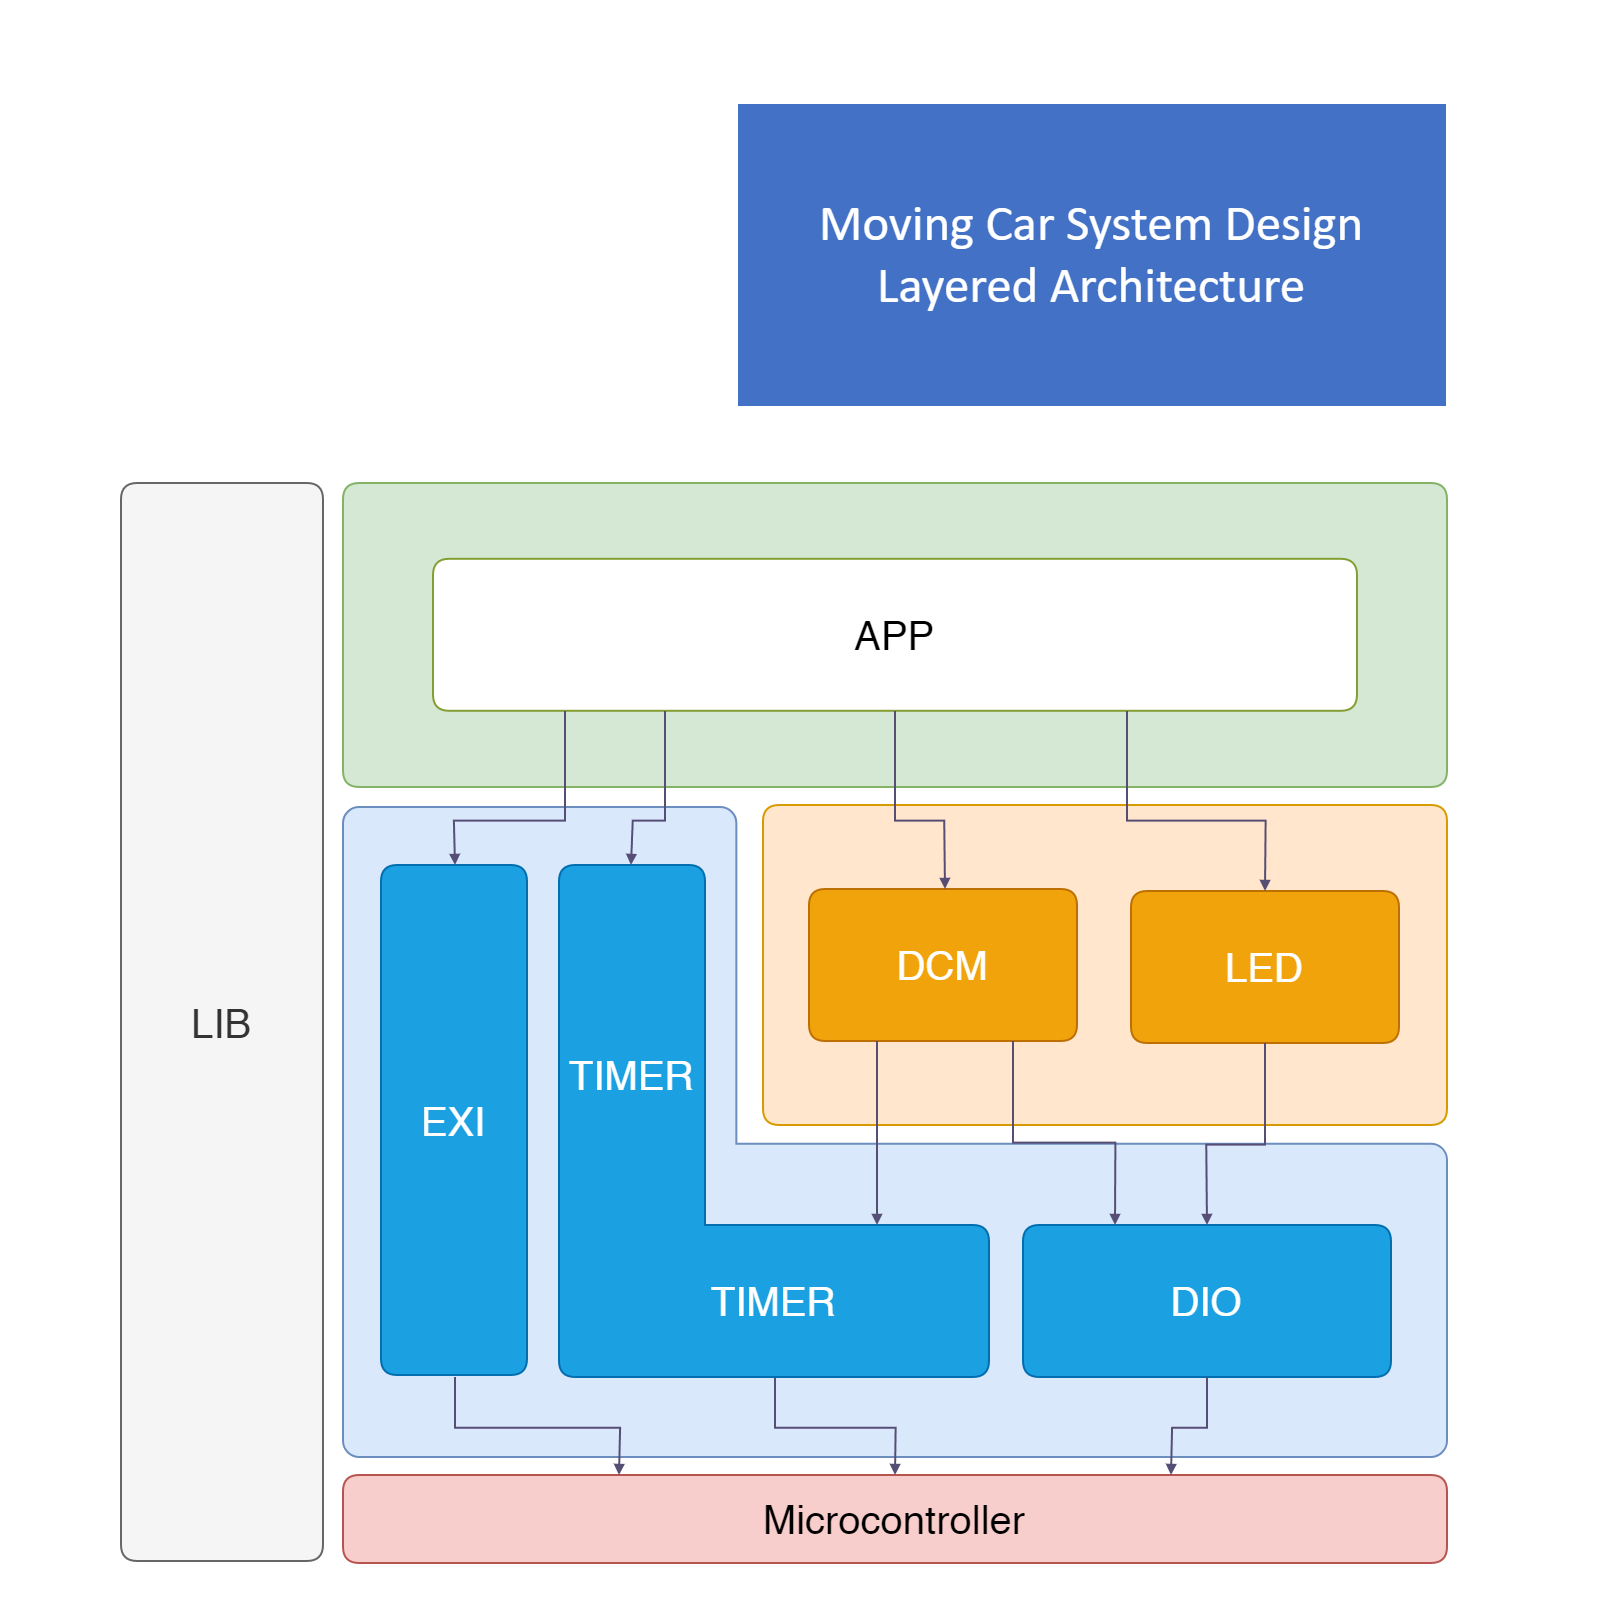 Moving Car System Design
Layered Architecture
APP
LIB
DCM
LED
TIMER
EXI
TIMER
DIO
Microcontroller